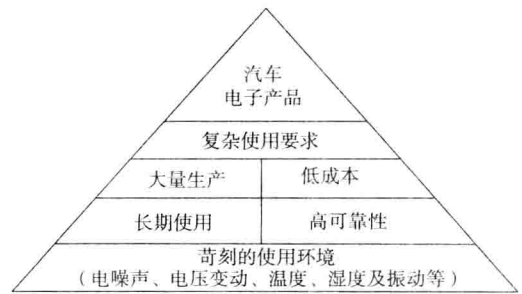 汽车
电子产品
复杂使用要求
大量生产 低成本
长期使用 高可靠性
苛刻的使用环境
(电噪声、电压变动、温度、湿度及振动等)